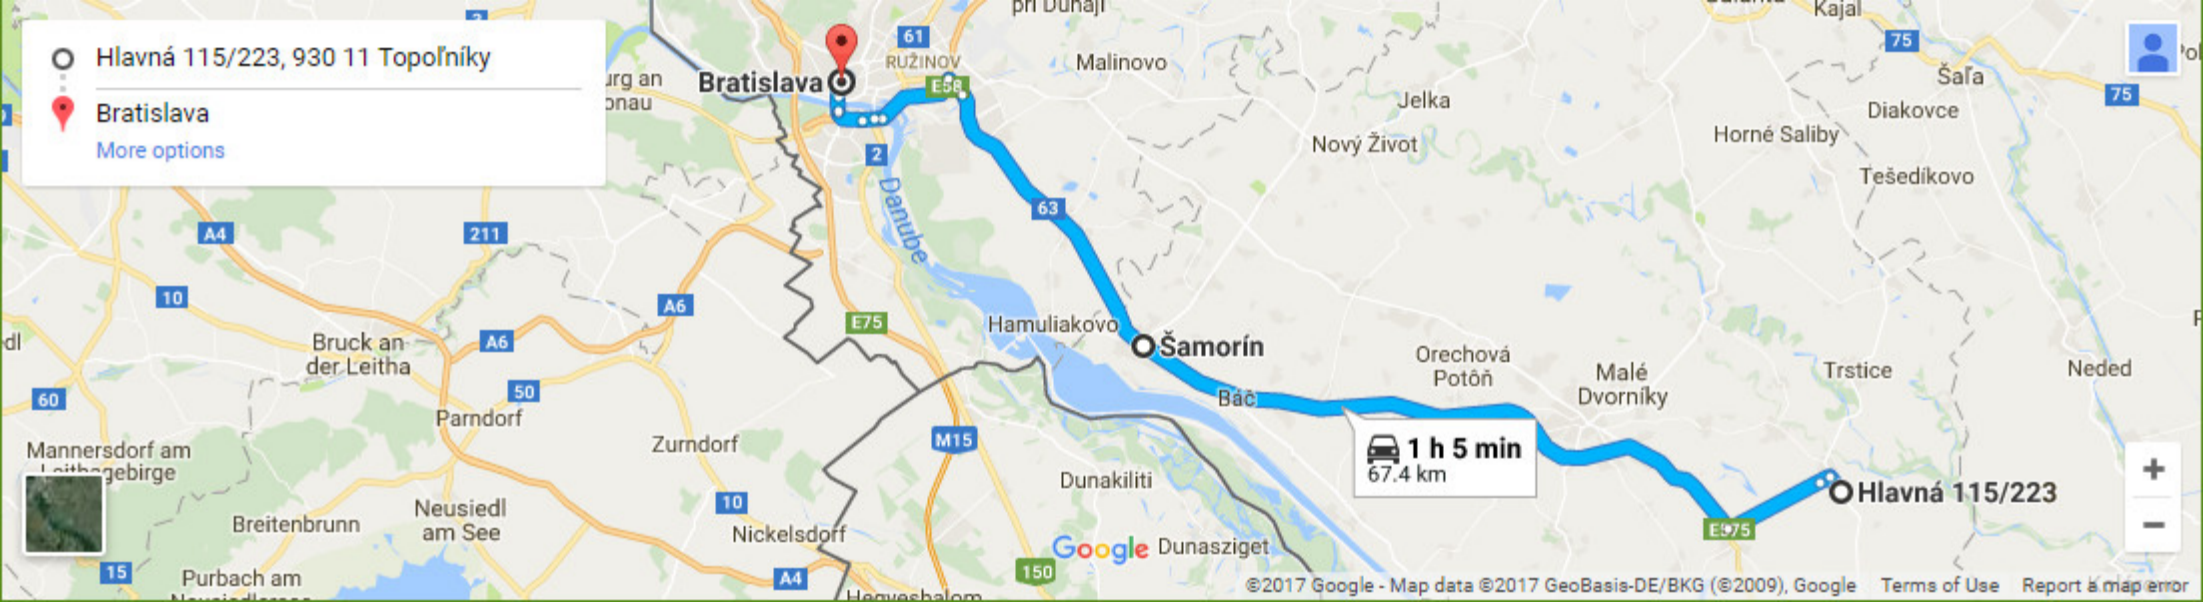 Hlavná 115/223, 930 11 Topoľníky
Bratislava
More options
pri Dunaji
Kajal
61
75
RUŽINOV
Malinovo
Šaľa
Bratislava
E58
75
Jelka
Diakovce
Nový Život
Horné Saliby
2
Tešedíkovo
Danube
63
A4
211
10
A6
E75
Hamuliakovo
Šamorín
A6
Bruck an
der Leitha
Orechová
Potôň
Malé
Dvorníky
Trstice
Neded
60
50
Báč
Parndorf
Mannersdorf am
Leithagebirge
Zurndorf
M15
1 h 5 min
67.4 km
Dunakiliti
Hlavná 115/223
10
Neusiedl
am See
Breitenbrunn
Nickelsdorf
E575
Google
Dunasziget
15
Purbach am
A4
150
Hegyeshalom
©2017 Google - Map data ©2017 GeoBasis-DE/BKG (©2009), Google
Terms of Use
Report a map error